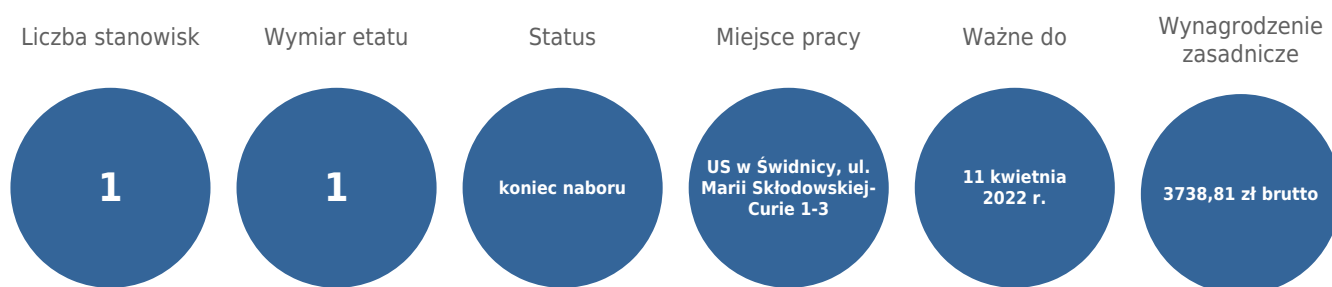 Liczba stanowisk
1
Wymiar etatu
1
Status
koniec naboru
Miejsce pracy
US w Świdnicy, ul.
Marii Skłodowskiej-
Curie 1-3
Ważne do
11 kwietnia
2022 r.
Wynagrodzenie
zasadnicze
3738,81 zł brutto